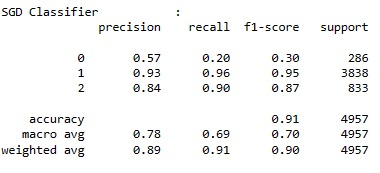 SGD Classifier :
precision recall f1-score support
0 0.57 0.20 0.30 286
1 0.93 0.96 0.95 3838
2 0.84 0.90 0.87 833
accuracy 0.91 4957
macro avg 0.78 0.69 0.70 4957
weighted avg 0.89 0.91 0.90 4957